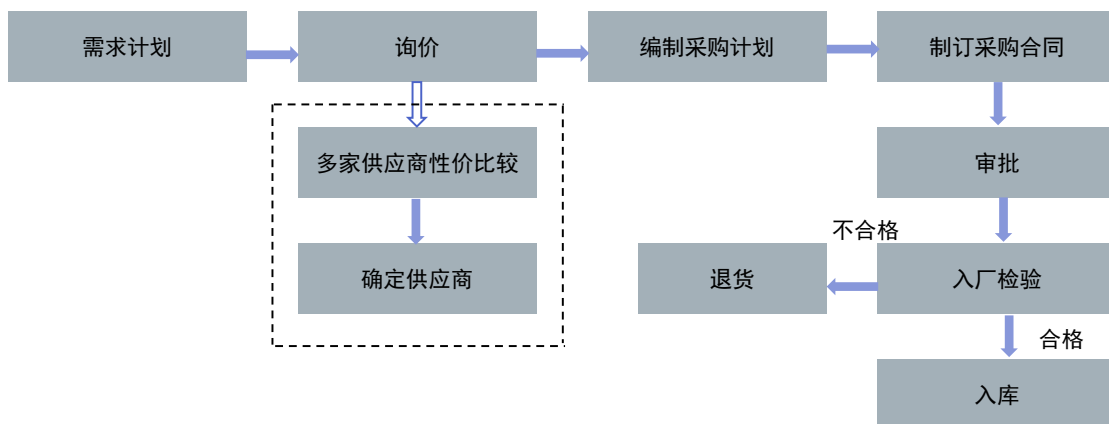 需求计划
询价
编制采购计划
制订采购合同
多家供应商性价比较
审批
不合格
确定供应商
退货
入厂检验
合格
入库